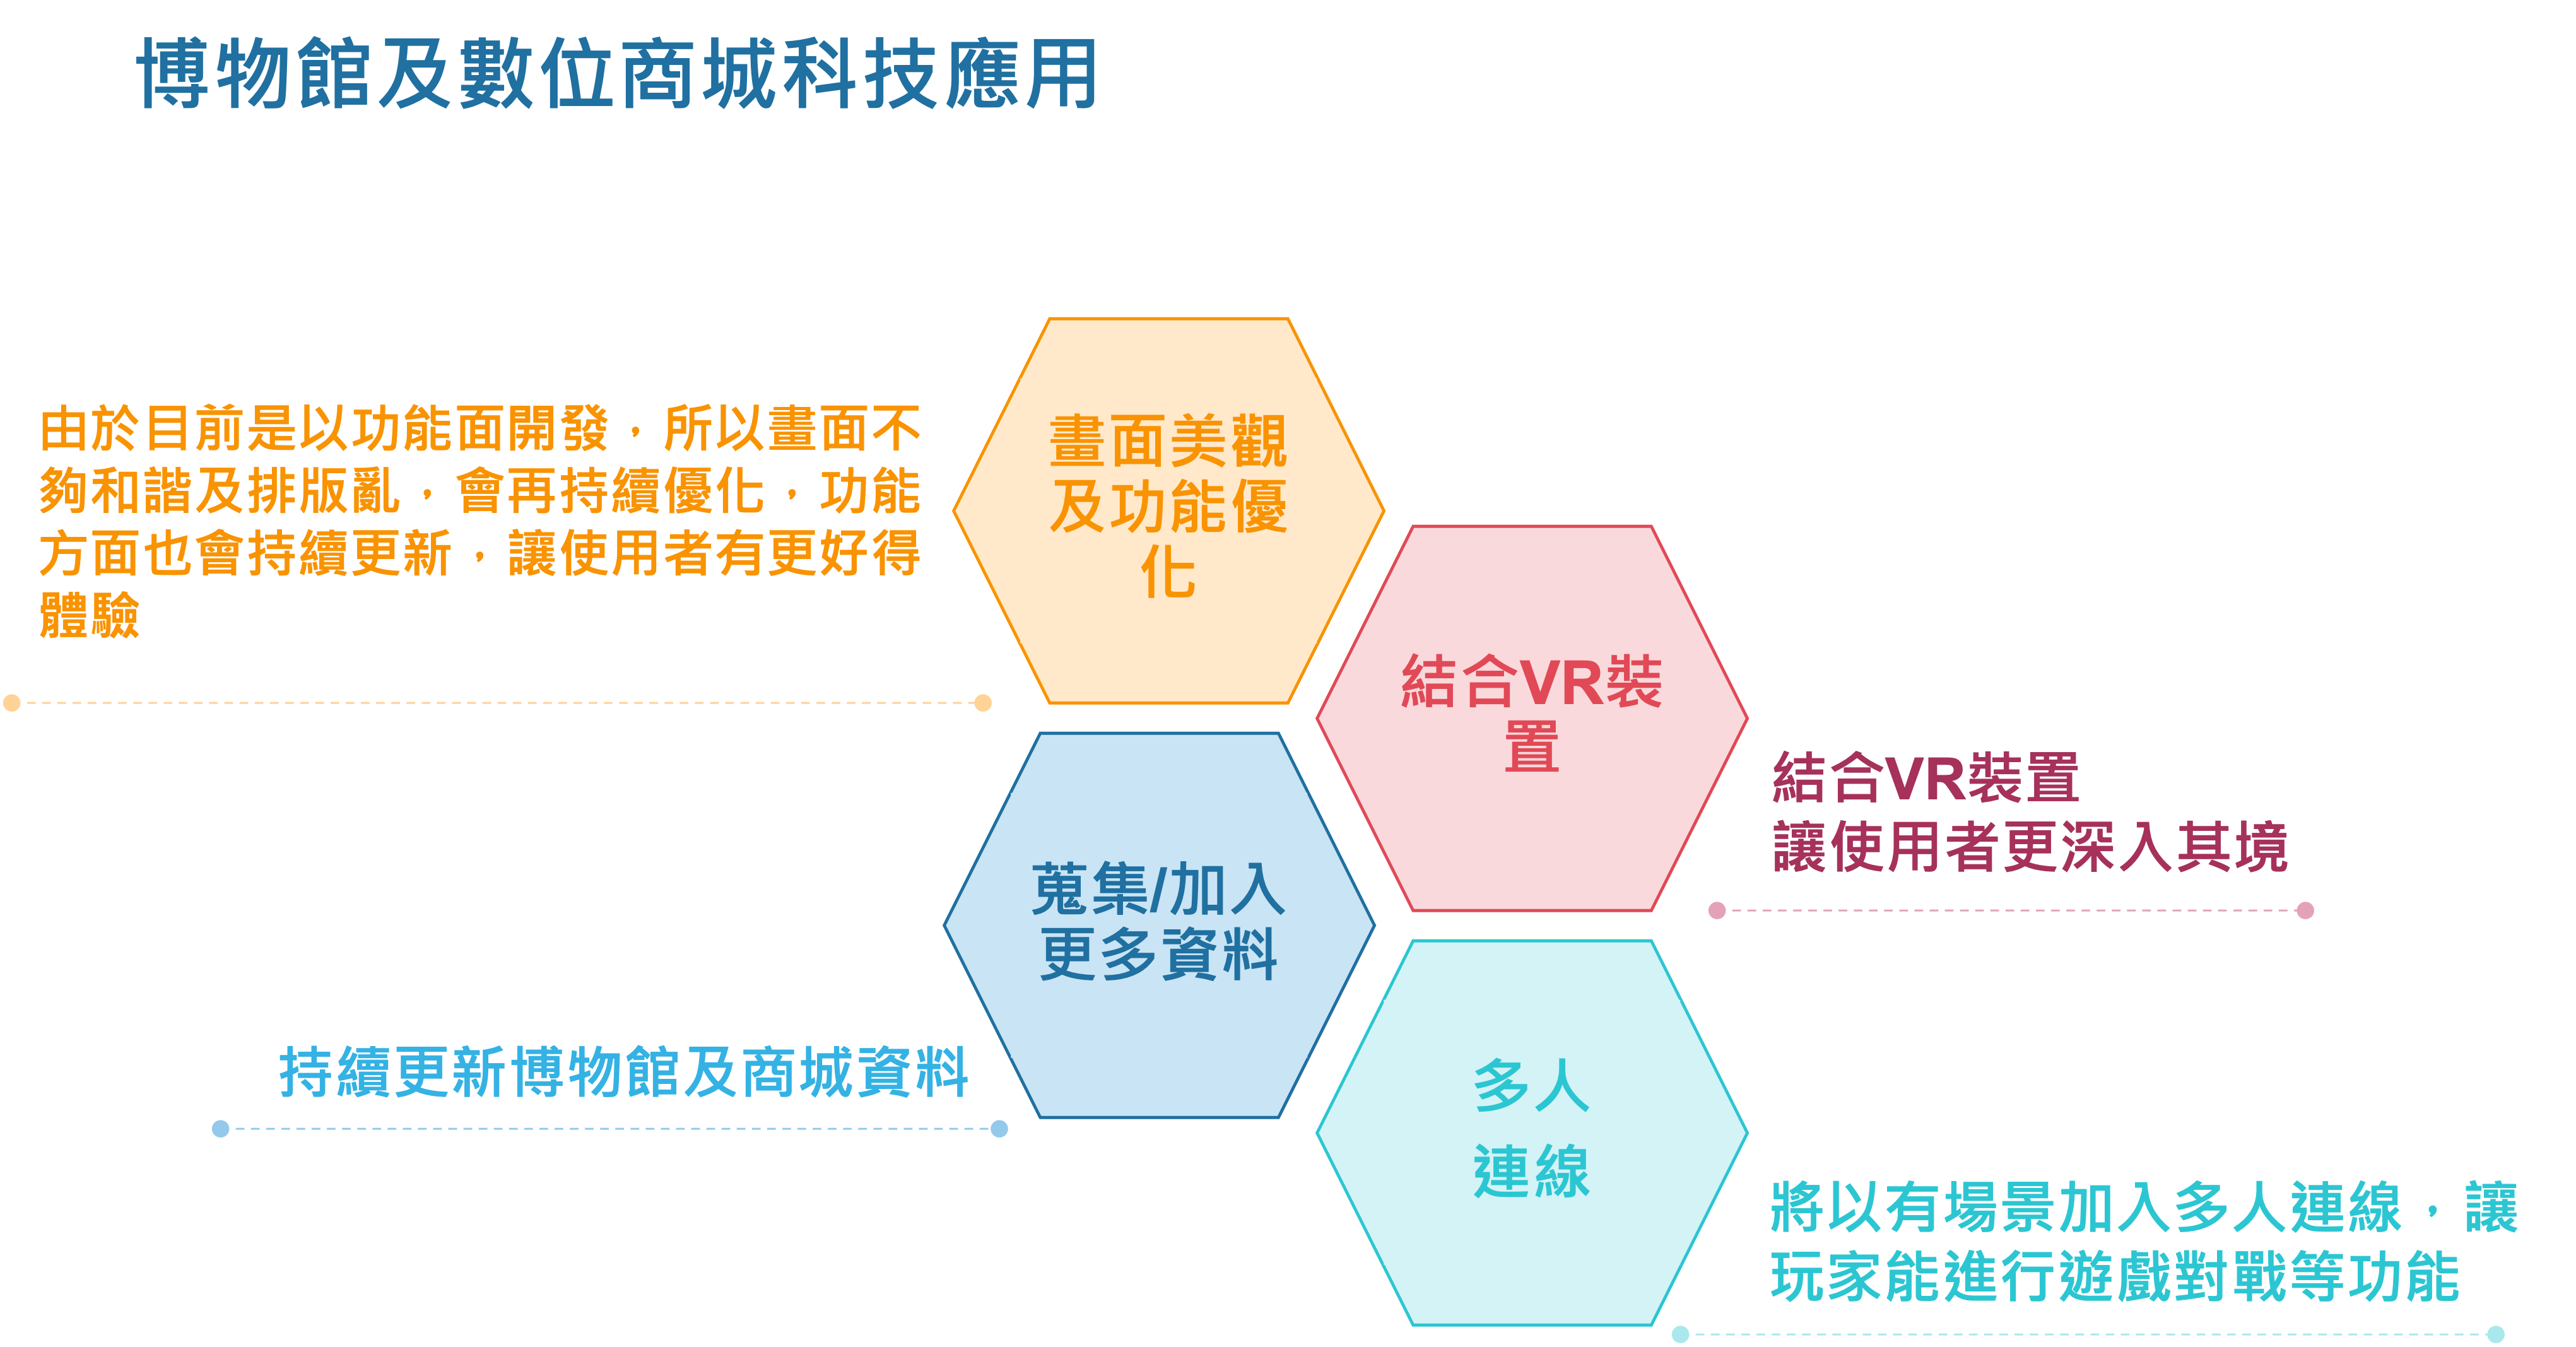 博物館及數位商城科技應用
由於目前是以功能面開發，所以畫面不
夠和諧及排版亂，會再持續優化，功能
方面也會持續更新，讓使用者有更好得
體驗
畫面美觀
及功能優
化
結合VR裝
置
結合VR裝置
讓使用者更深入其境
蒐集/加入
更多資料
持續更新博物館及商城資料
多人
連線
將以有場景加入多人連線，讓
玩家能進行遊戲對戰等功能